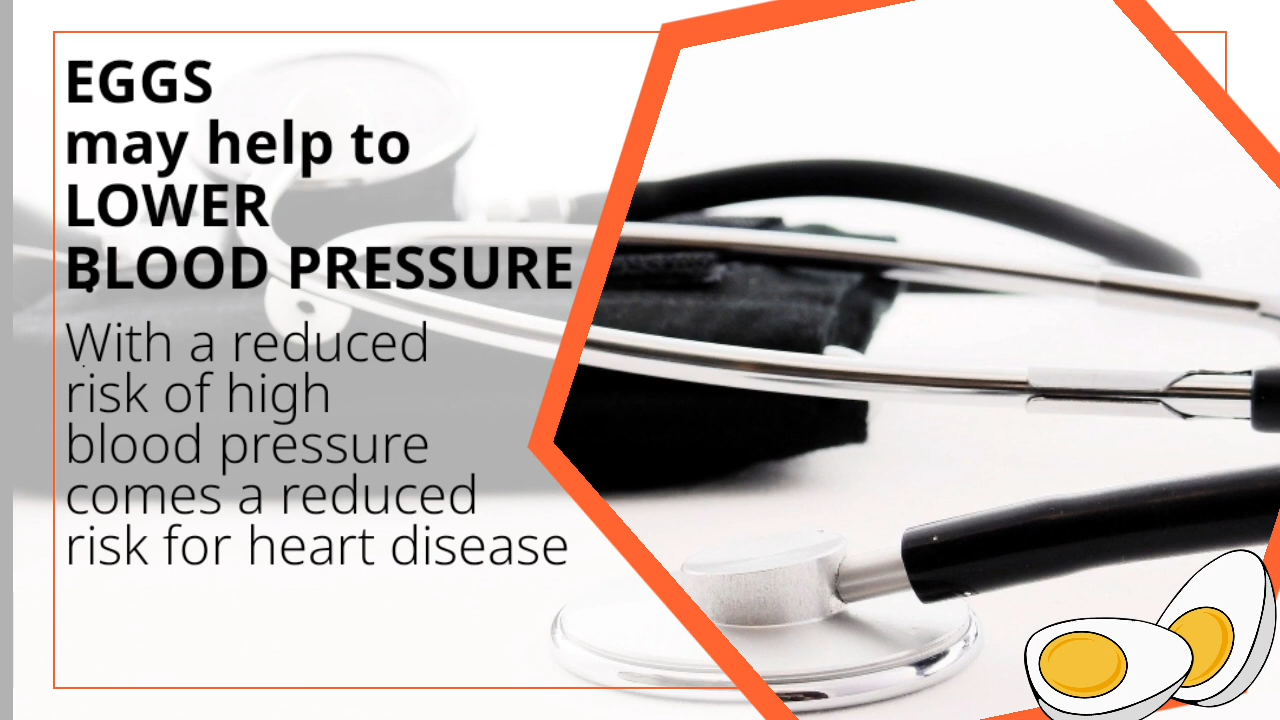 EGGS
may help to
LOWER
BLOOD PRESSURE
With a reduced
risk of high
blood pressure
comes a reduced
risk for heart disease